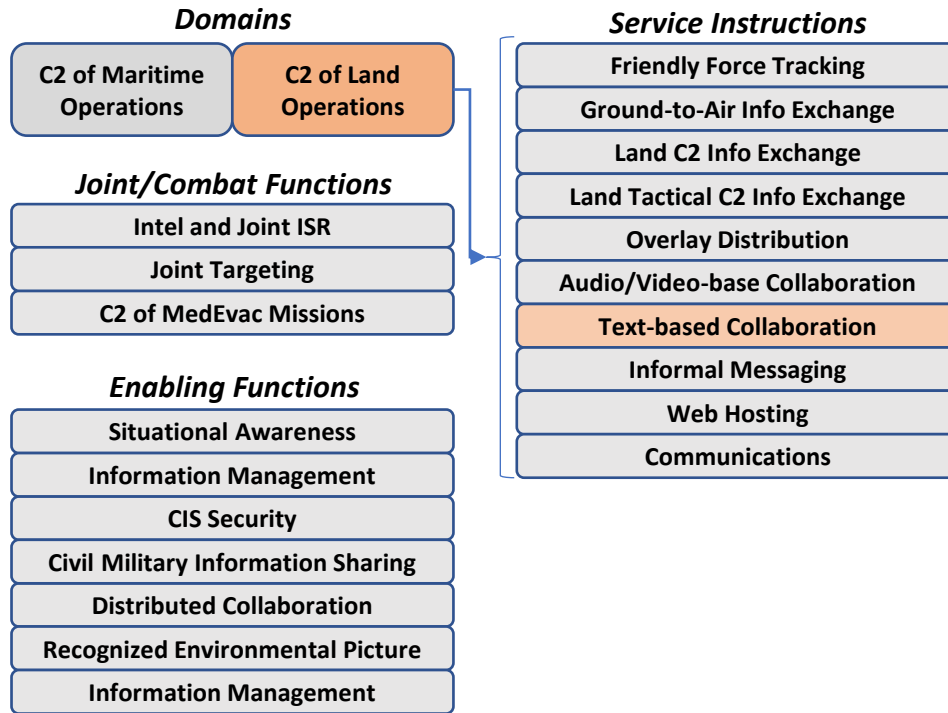 Domains
C2 of Maritime
Operations
C2 of Land
Operations
Joint/Combat Functions
Intel and Joint ISR
Joint Targeting
C2 of MedEvac Missions
Enabling Functions
Situational Awareness
Information Management
CIS Security
Civil Military Information Sharing
Distributed Collaboration
Recognized Environmental Picture
Information Management
Service Instructions
Friendly Force Tracking
Ground-to-Air Info Exchange
Land C2 Info Exchange
Land Tactical C2 Info Exchange
Overlay Distribution
Audio/Video-base Collaboration
Text-based Collaboration
Informal Messaging
Web Hosting
Communications